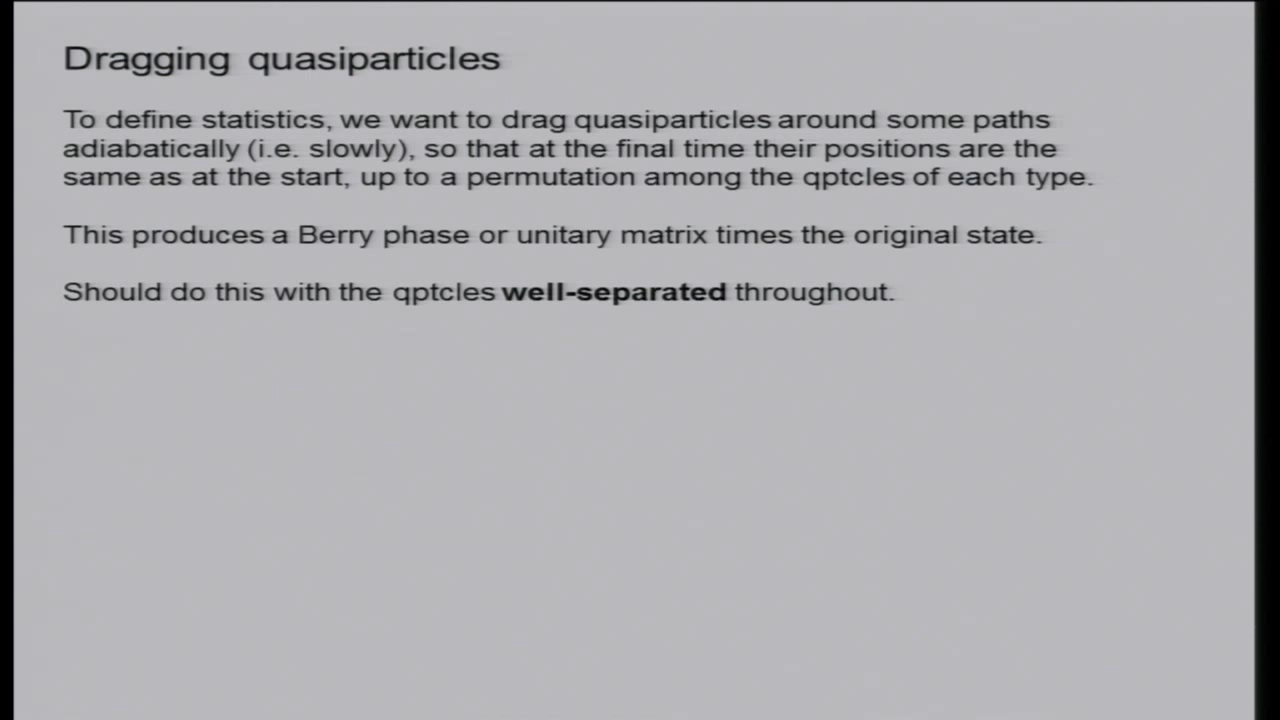 Dragging quasiparticles
To define statistics, we want to drag quasiparticles around some paths
adiabatically (i.e. slowly), so that at the final time their positions are the
same as at the start, up to a permutation among the qptcles of each type.
This produces a Berry phase or unitary matrix times the original state.
Should do this with the qptcles well-separated throughout.